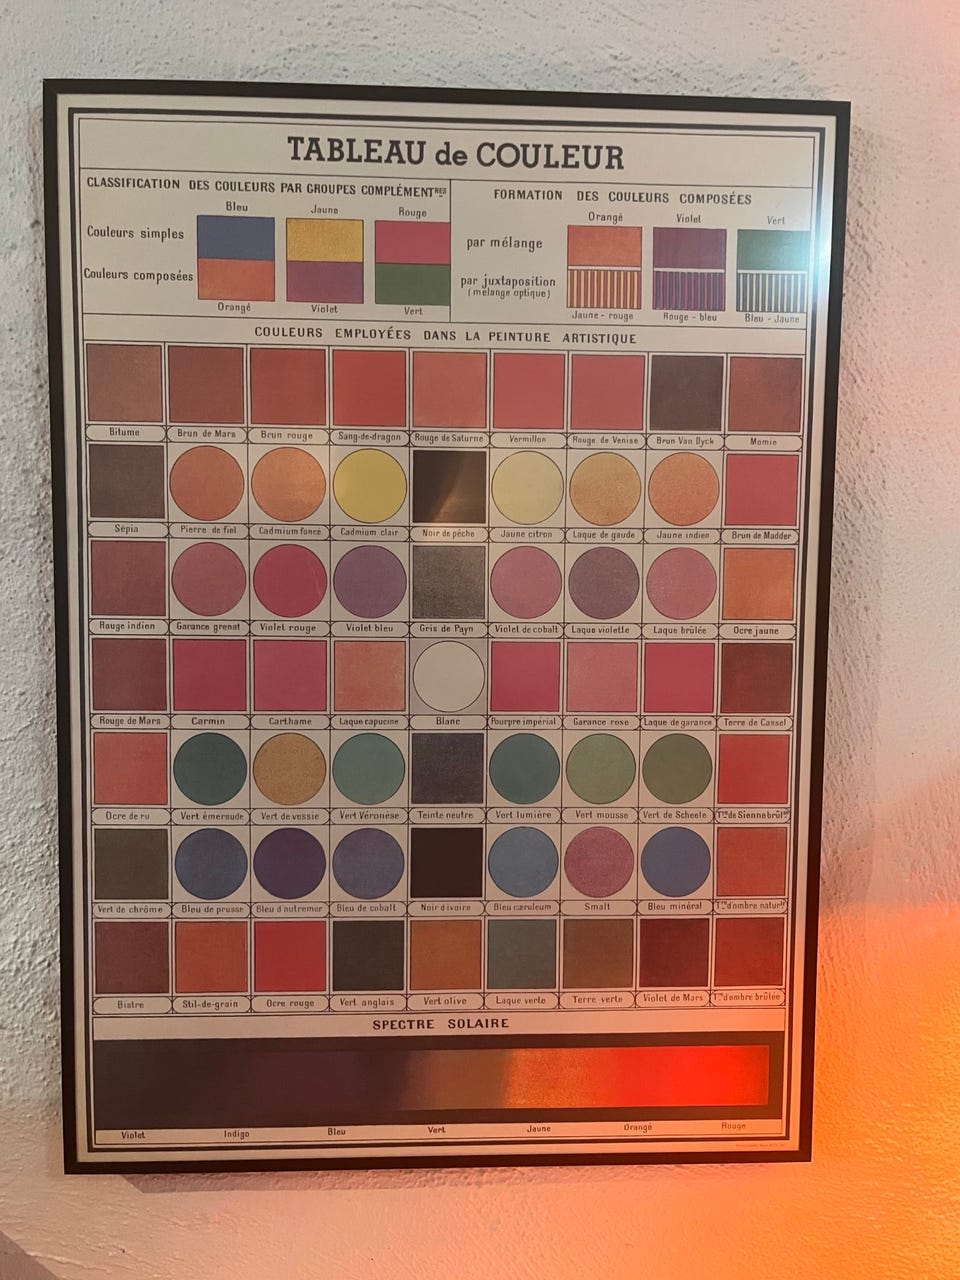 TABLEAU de COULEUR
CLASSIFICATION DES COULEURS PAR GROUPES COMPLÉMENTRES
Bleu Jaune Rouge
Couleurs simples
Couleurs composées
Orangé Violet Vert
FORMATION DES COULEURS COMPOSÉES
Orangé Violet Vert
par mélange
par juxtaposition
(mélange optique)
Jaune - rouge Rouge - bleu Bleu - Jaune
COULEURS EMPLOYÉES DANS LA PEINTURE ARTISTIQUE
Bitume Brun de Mars Brun rouge Sang-de-dragon Rouge de Saturne Vermillon Rouge de Venise Brun Van Dyck Momie
Sépia Pierre de fiel Cadmium foncé Cadmium clair Noir de pêche Jaune citron Laque de gaude Jaune indien Brun de Madder
Rouge indien Garance grenat Violet rouge Violet bleu Gris de Payn Violet de cobalt Laque violette Laque brûlée Ocre jaune
Rouge de Mars Carmin Carthame Laque capucine Blanc Pourpre impérial Garance rose Laque de garance Terre de Cassel
Ocre de ru Vert émeraude Vert de vessie Vert Véronèse Teinte neutre Vert lumière Vert mousse Vert de Scheele Tre de Sienne brûlée
Vert de chrôme Bleu de prusse Bleu d'outremer Bleu de cobalt Noir d'ivoire Bleu cæruleum Smalt Bleu minéral Tre d'ombre naturlle
Bistre Stil-de-grain Ocre rouge Vert anglais Vert olive Laque verte Terre verte Violet de Mars Tre d'ombre brûlée
SPECTRE SOLAIRE
Violet Indigo Bleu Vert Jaune Orangé Rouge